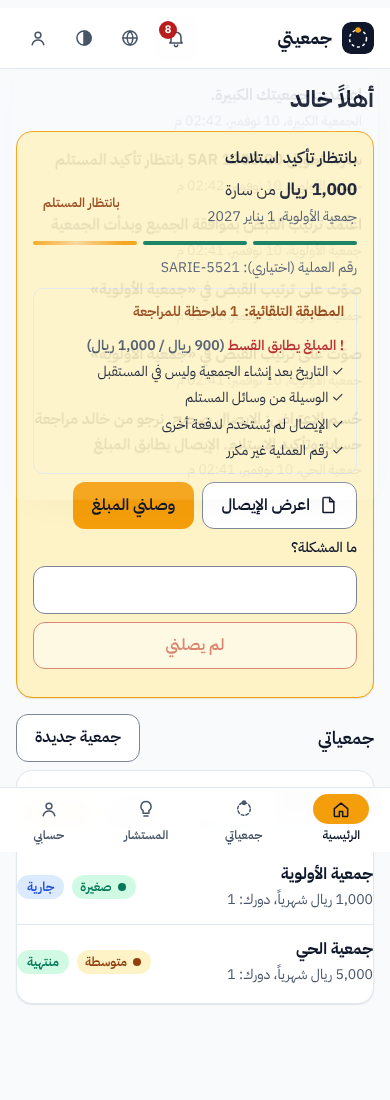 جمعيتي
8
أهلاً خالد
بانتظار تأكيد استلامك
1,000 ريال من سارة
بانتظار المستلم
جمعية الأولوية، 1 يناير 2027
رقم العملية (اختياري): SARIE-5521
المطابقة التلقائية: 1 ملاحظة للمراجعة
! المبلغ يطابق القسط (900 ريال / 1,000 ريال)
✓ التاريخ بعد إنشاء الجمعية وليس في المستقبل
✓ الوسيلة من وسائل المستلم
✓ الإيصال لم يُستخدم لدفعة أخرى
✓ رقم العملية غير مكرر
اعرض الإيصال
وصلني المبلغ
ما المشكلة؟
لم يصلني
جمعياتي
جمعية جديدة
الرئيسية
جمعياتي
المستشار
حسابي
جمعية الأولوية
صغيرة
جارية
1,000 ريال شهرياً، دورك: 1
جمعية الحي
متوسطة
منتهية
5,000 ريال شهرياً، دورك: 1